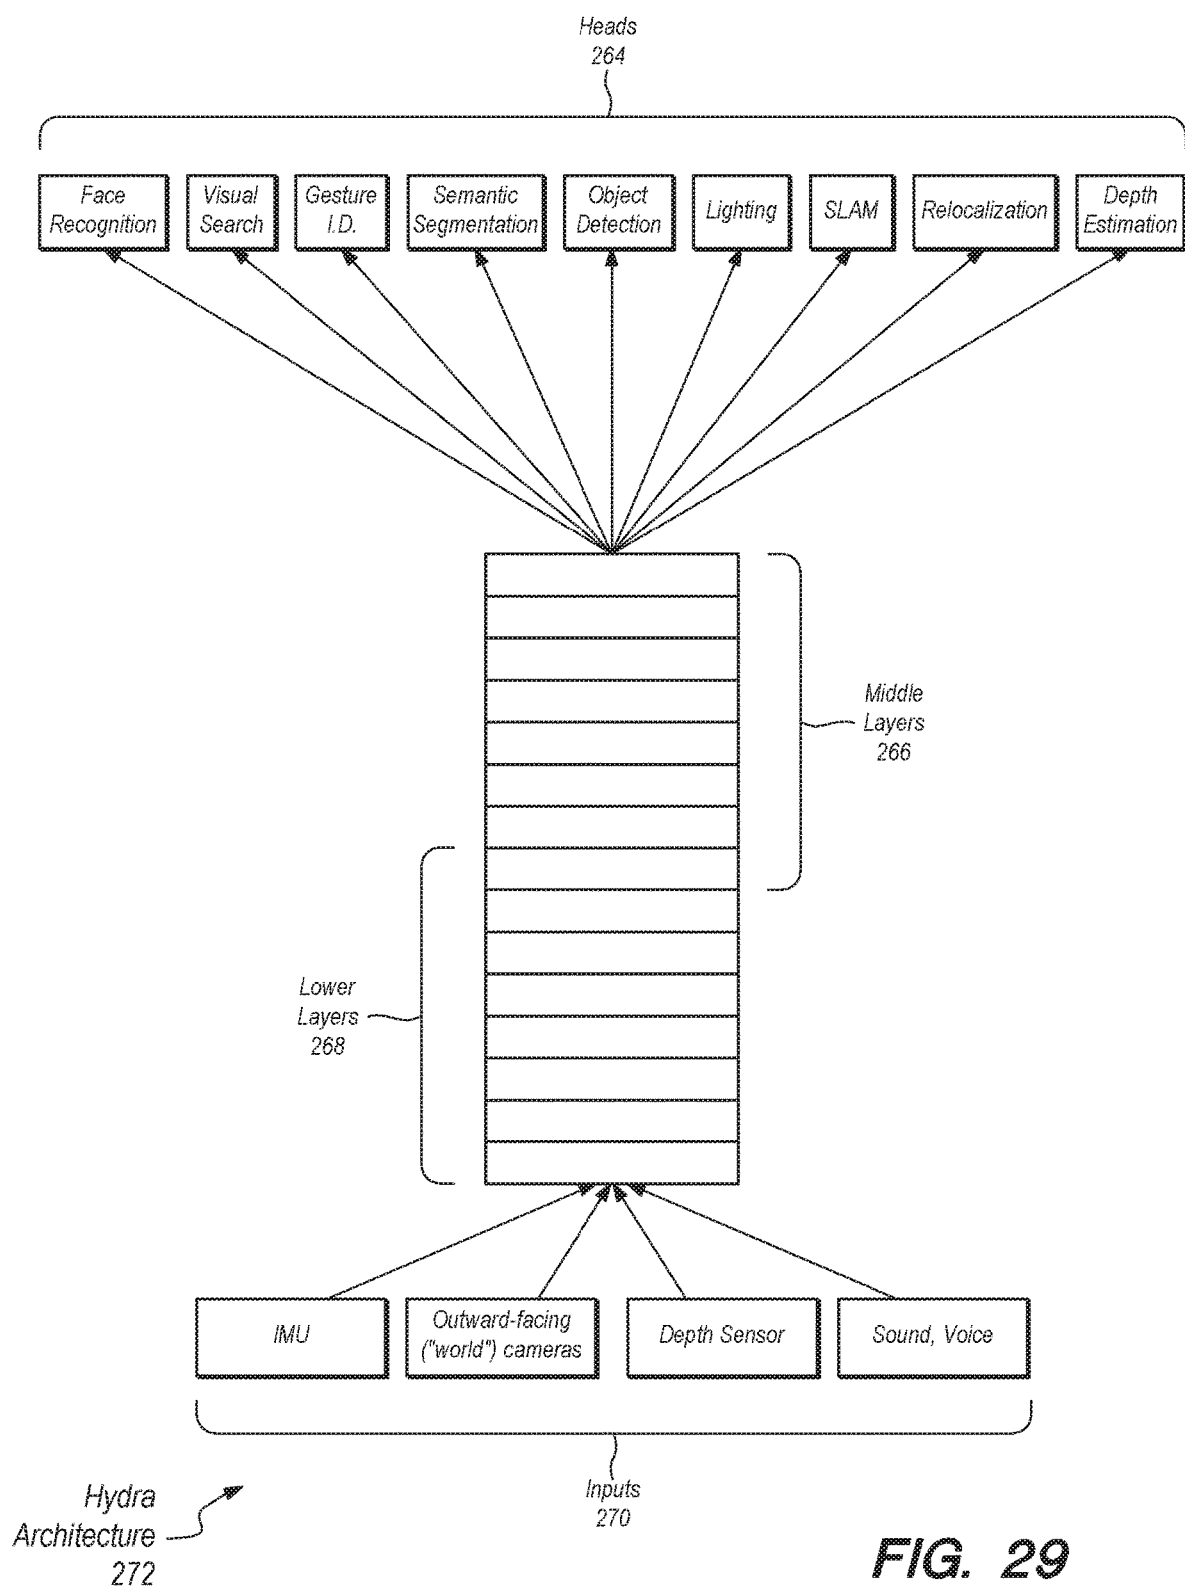 Heads
264
Face
Recognition
Visual
Search
Gesture
I.D.
Semantic
Segmentation
Object
Detection
Lighting
SLAM
Relocalization
Depth
Estimation
Middle
Layers
266
Lower
Layers
268
IMU
Outward-facing
("world") cameras
Depth Sensor
Sound, Voice
Inputs
270
Hydra
Architecture
272
FIG. 29